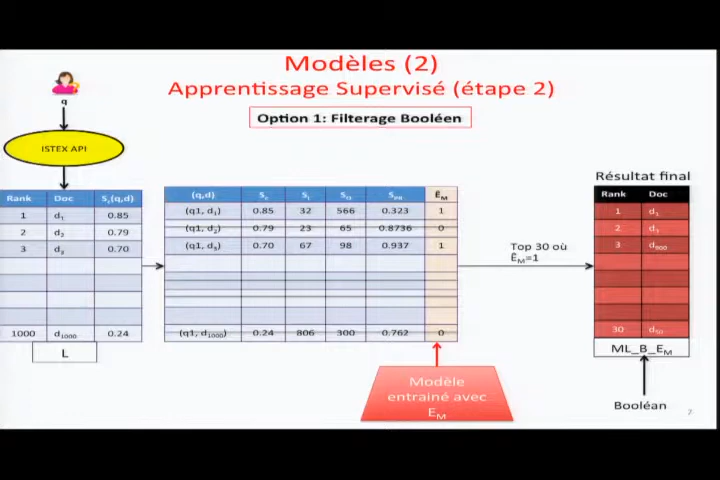 Modèles (2)
Apprentissage Supervisé (étape 2)
Option 1: Filterage Booléen
q
ISTEX API
Rank Doc
1 d1 0.85
2 d2 0.79
3 0.70
1000 d1000 0.24
L
(q,d) ÊM
(q1, d1) 0.85 32 566 0.323 1
(q1, d2) 0.79 23 65 0.8736 0
(q1, d3) 0.70 67 98 0.937 1
(q1, d1000) 0.24 806 300 0.762 0
Modèle
entrainé avec
EM
Top 30 où
ÊM=1
Résultat final
Rank Doc
1 d1
2
3
30
ML_B_EM
Booléan
7